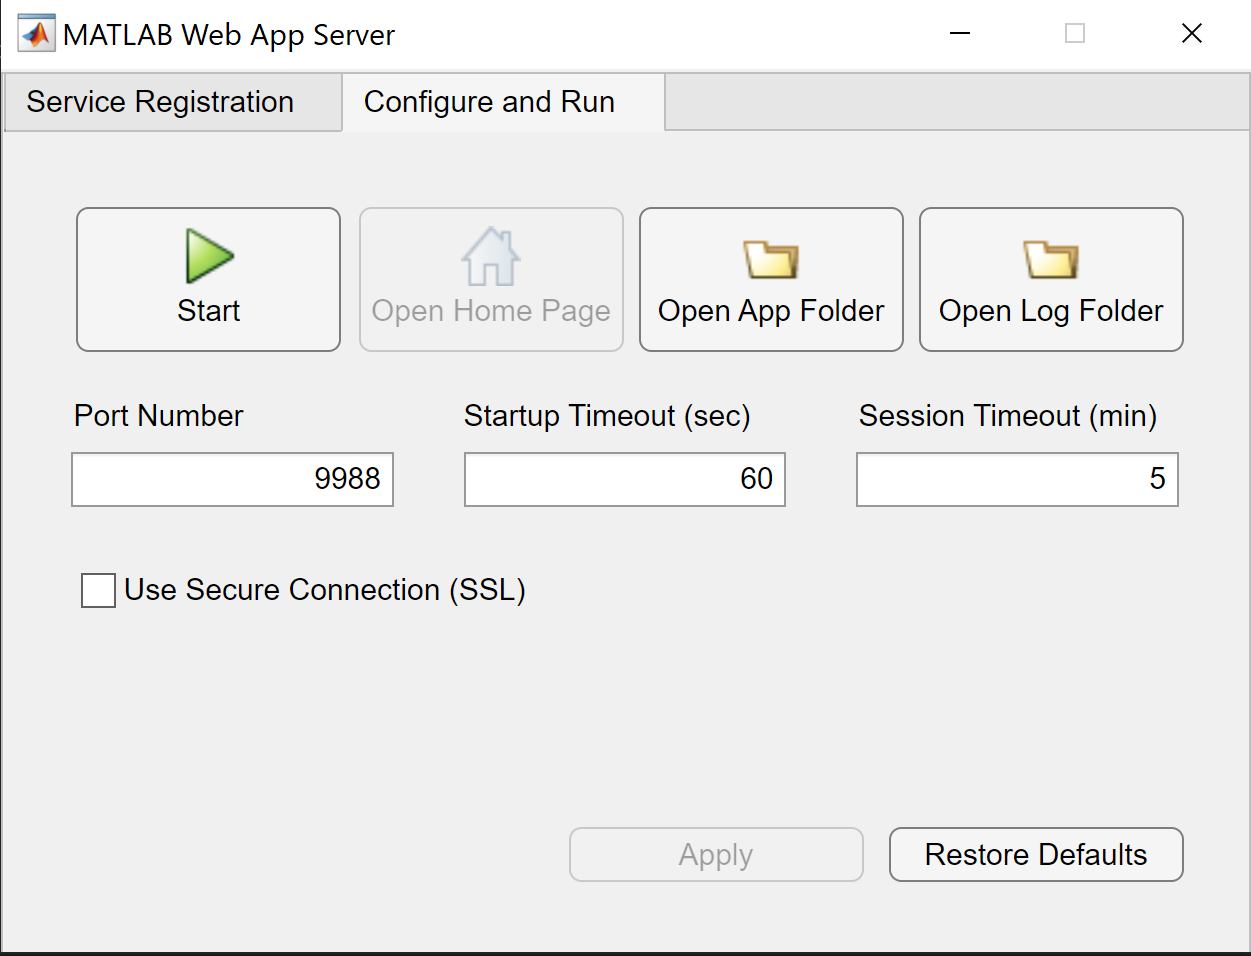 MATLAB Web App Server
Service Registration
Configure and Run
Start
Open Home Page
Open App Folder
Open Log Folder
Port Number
Startup Timeout (sec)
Session Timeout (min)
9988
60
5
Use Secure Connection (SSL)
Apply
Restore Defaults